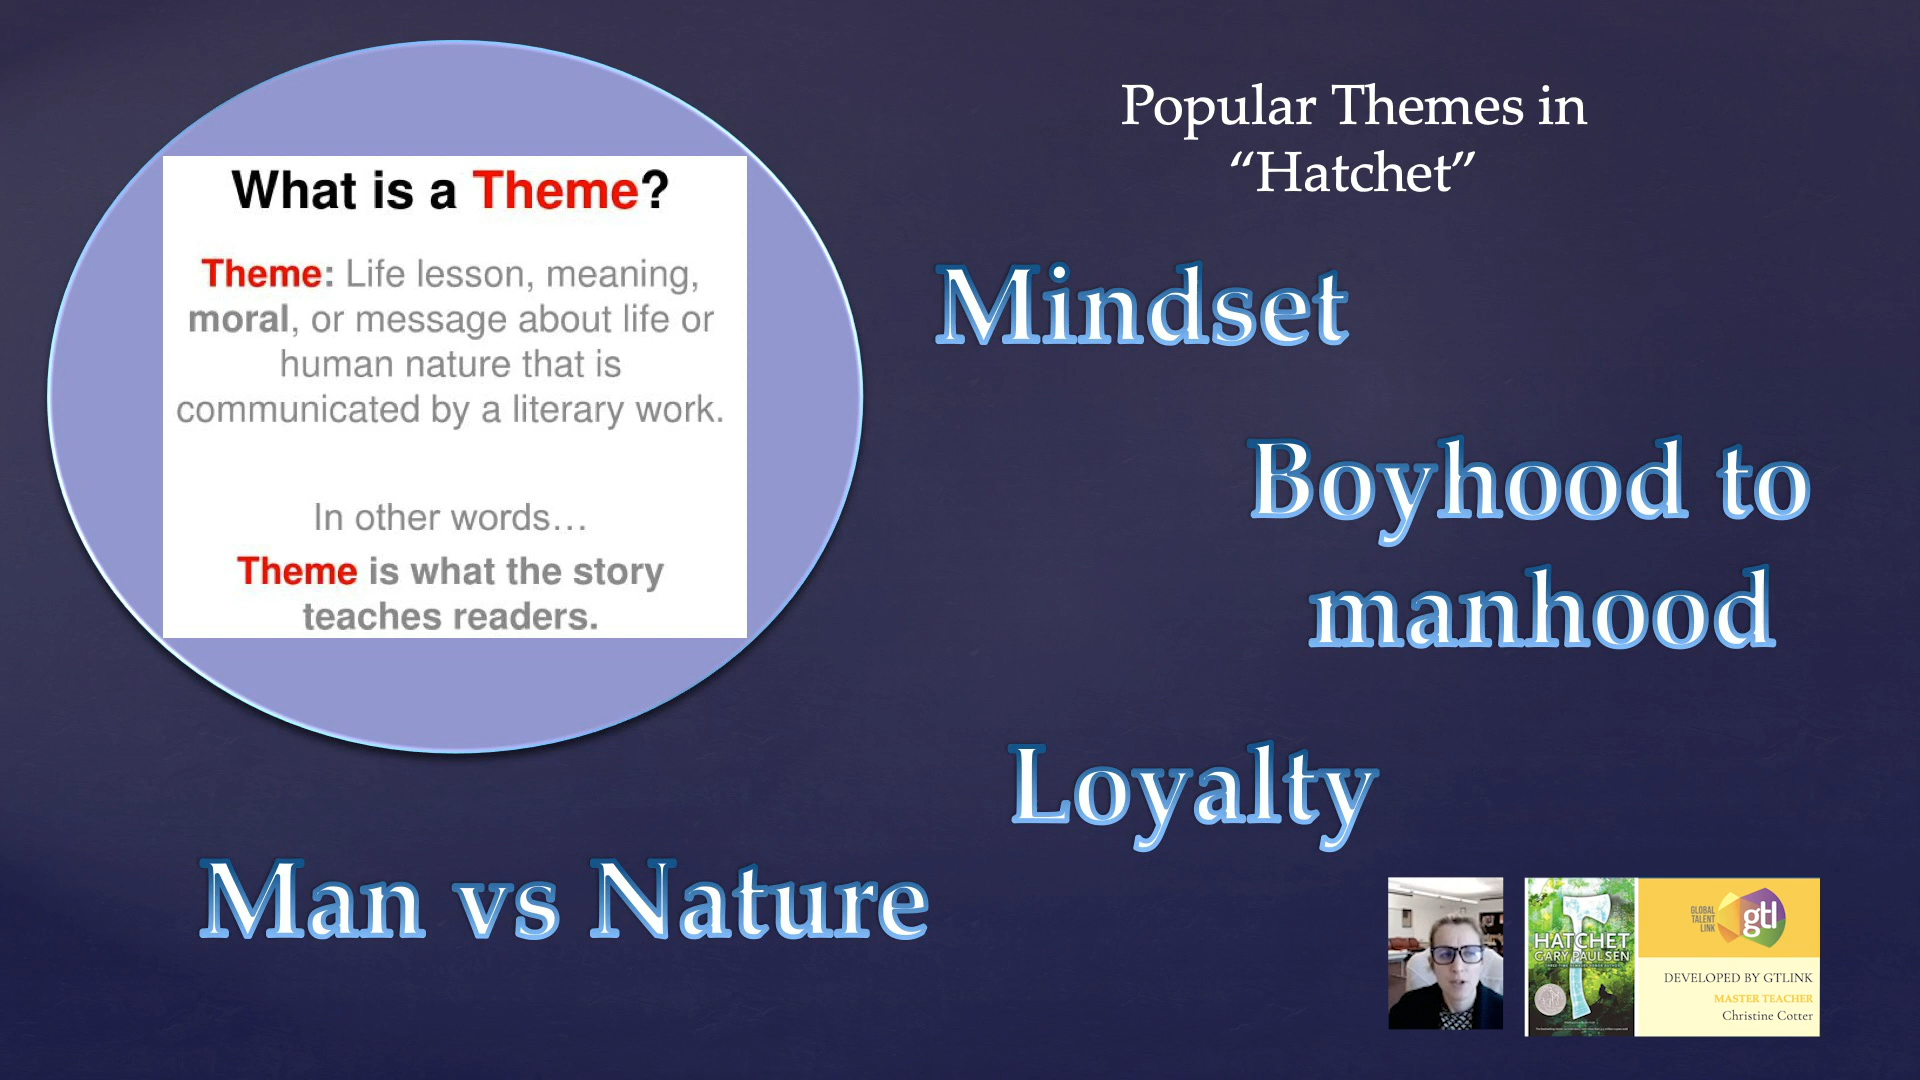 What is a Theme?
Theme: Life lesson, meaning,
moral, or message about life or
human nature that is
communicated by a literary work.
In other words…
Theme is what the story
teaches readers.
Popular Themes in
“Hatchet”
Mindset
Boyhood to
manhood
Loyalty
Man vs Nature
HATCHET
GARY PAULSEN
GLOBAL
TALENT
LINK
gtl
DEVELOPED BY GTLINK
MASTER TEACHER
Christine Cotter